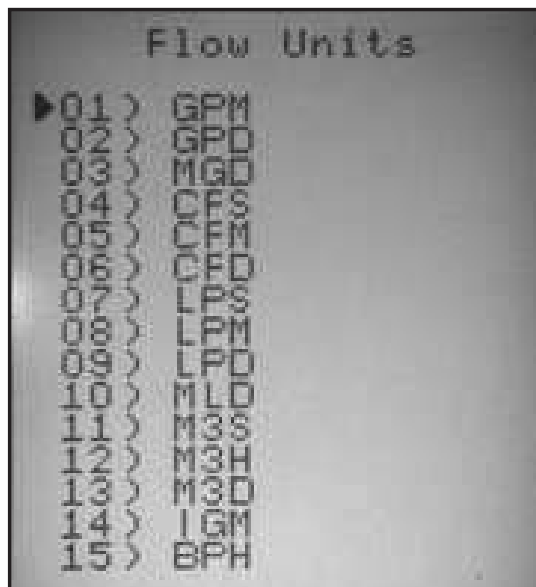 Flow Units
▶01) GPM
02) GPD
03) MGD
04) CFS
05) CFM
06) CFD
07) LPS
08) LPM
09) LPD
10) MLD
11) M3S
12) M3H
13) M3D
14) IGM
15) BPH